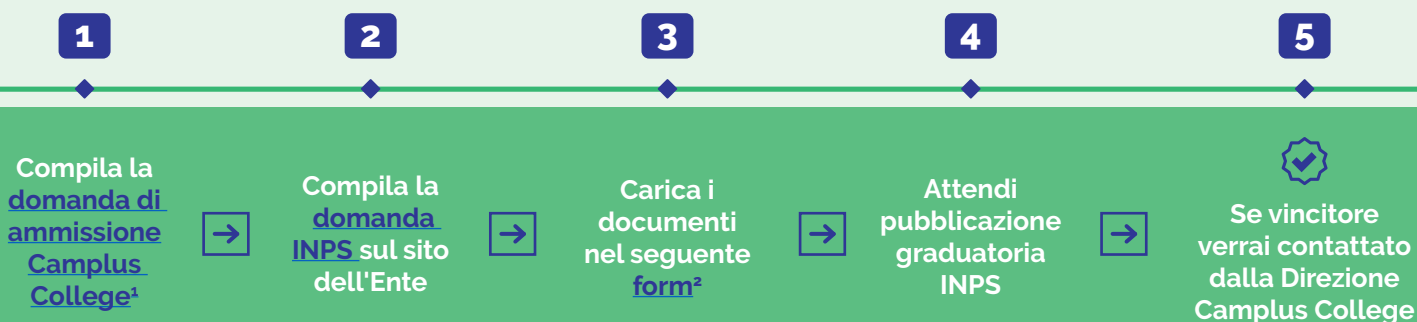 1
2
3
4
5
Compila la
domanda di
ammissione
Camplus
College¹
Compila la
domanda
INPS sul sito
dell'Ente
Carica i
documenti
nel seguente
form²
Attendi
pubblicazione
graduatoria
INPS
Se vincitore
verrai contattato
dalla Direzione
Camplus College